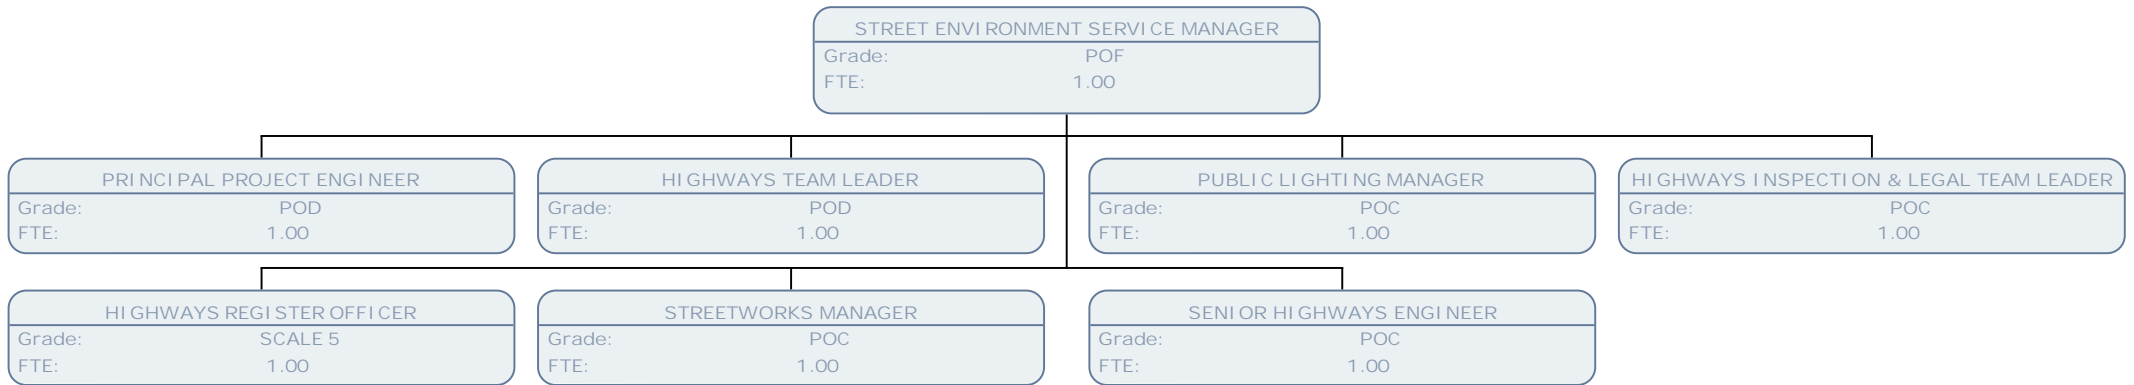 STREET ENVIRONMENT SERVICE MANAGER
Grade: POF
FTE: 1.00
PRINCIPAL PROJECT ENGINEER
Grade: POD
FTE: 1.00
HIGHWAYS TEAM LEADER
Grade: POD
FTE: 1.00
PUBLIC LIGHTING MANAGER
Grade: POC
FTE: 1.00
HIGHWAYS INSPECTION & LEGAL TEAM LEADER
Grade: POC
FTE: 1.00
HIGHWAYS REGISTER OFFICER
Grade: SCALE 5
FTE: 1.00
STREETWORKS MANAGER
Grade: POC
FTE: 1.00
SENIOR HIGHWAYS ENGINEER
Grade: POC
FTE: 1.00